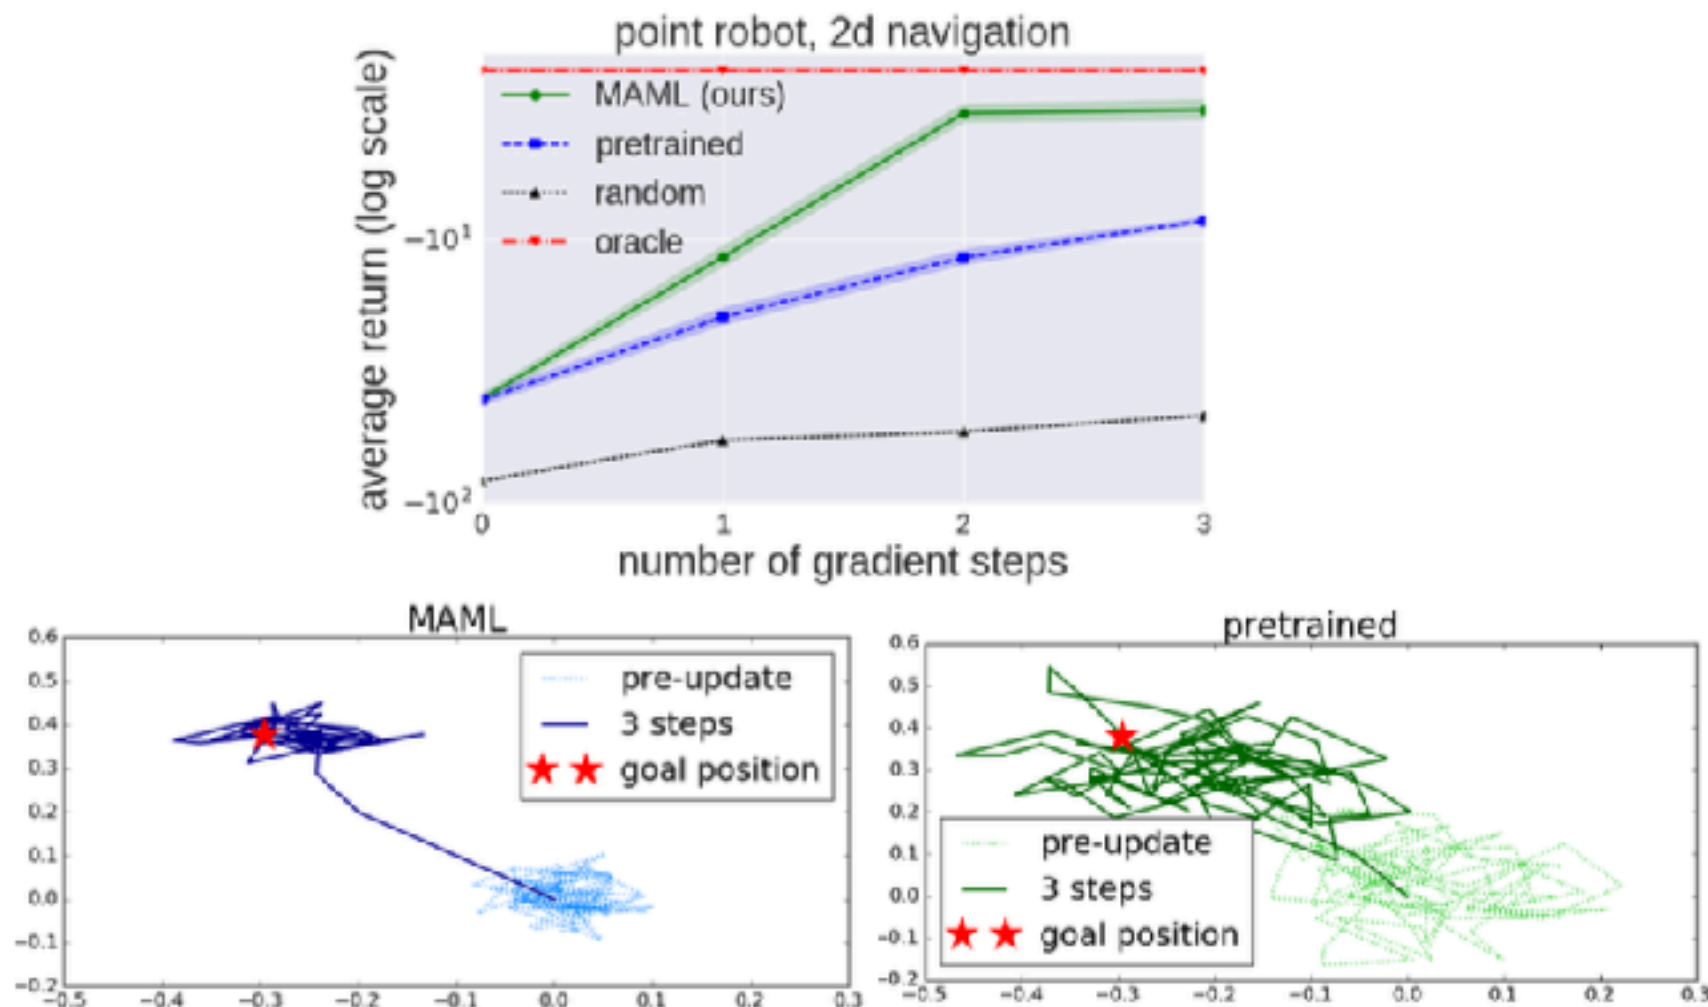 point robot, 2d navigation
average return (log scale)
MAML (ours)
pretrained
random
oracle
−10¹
−10²
0 1 2 3
number of gradient steps
MAML
0.6
0.5
0.4
0.3
0.2
0.1
0.0
−0.1
−0.2
−0.5 −0.4 −0.3 −0.2 −0.1 0.0 0.1 0.2 0.3
pre-update
3 steps
goal position
pretrained
0.6
0.5
0.4
0.3
0.2
0.1
0.0
−0.1
−0.2
−0.5 −0.4 −0.3 −0.2 −0.1 0.0 0.1 0.2 0.3
pre-update
3 steps
goal position